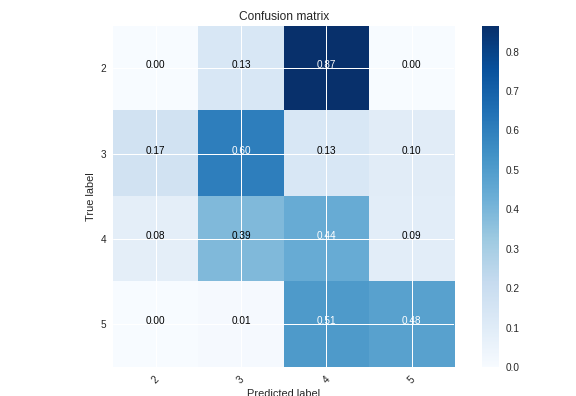 Confusion matrix
2 0.00 0.13 0.87 0.00
3 0.17 0.60 0.13 0.10
4 0.08 0.39 0.44 0.09
5 0.00 0.01 0.51 0.48
2 3 4 5
True label
Predicted label
0.8
0.7
0.6
0.5
0.4
0.3
0.2
0.1
0.0